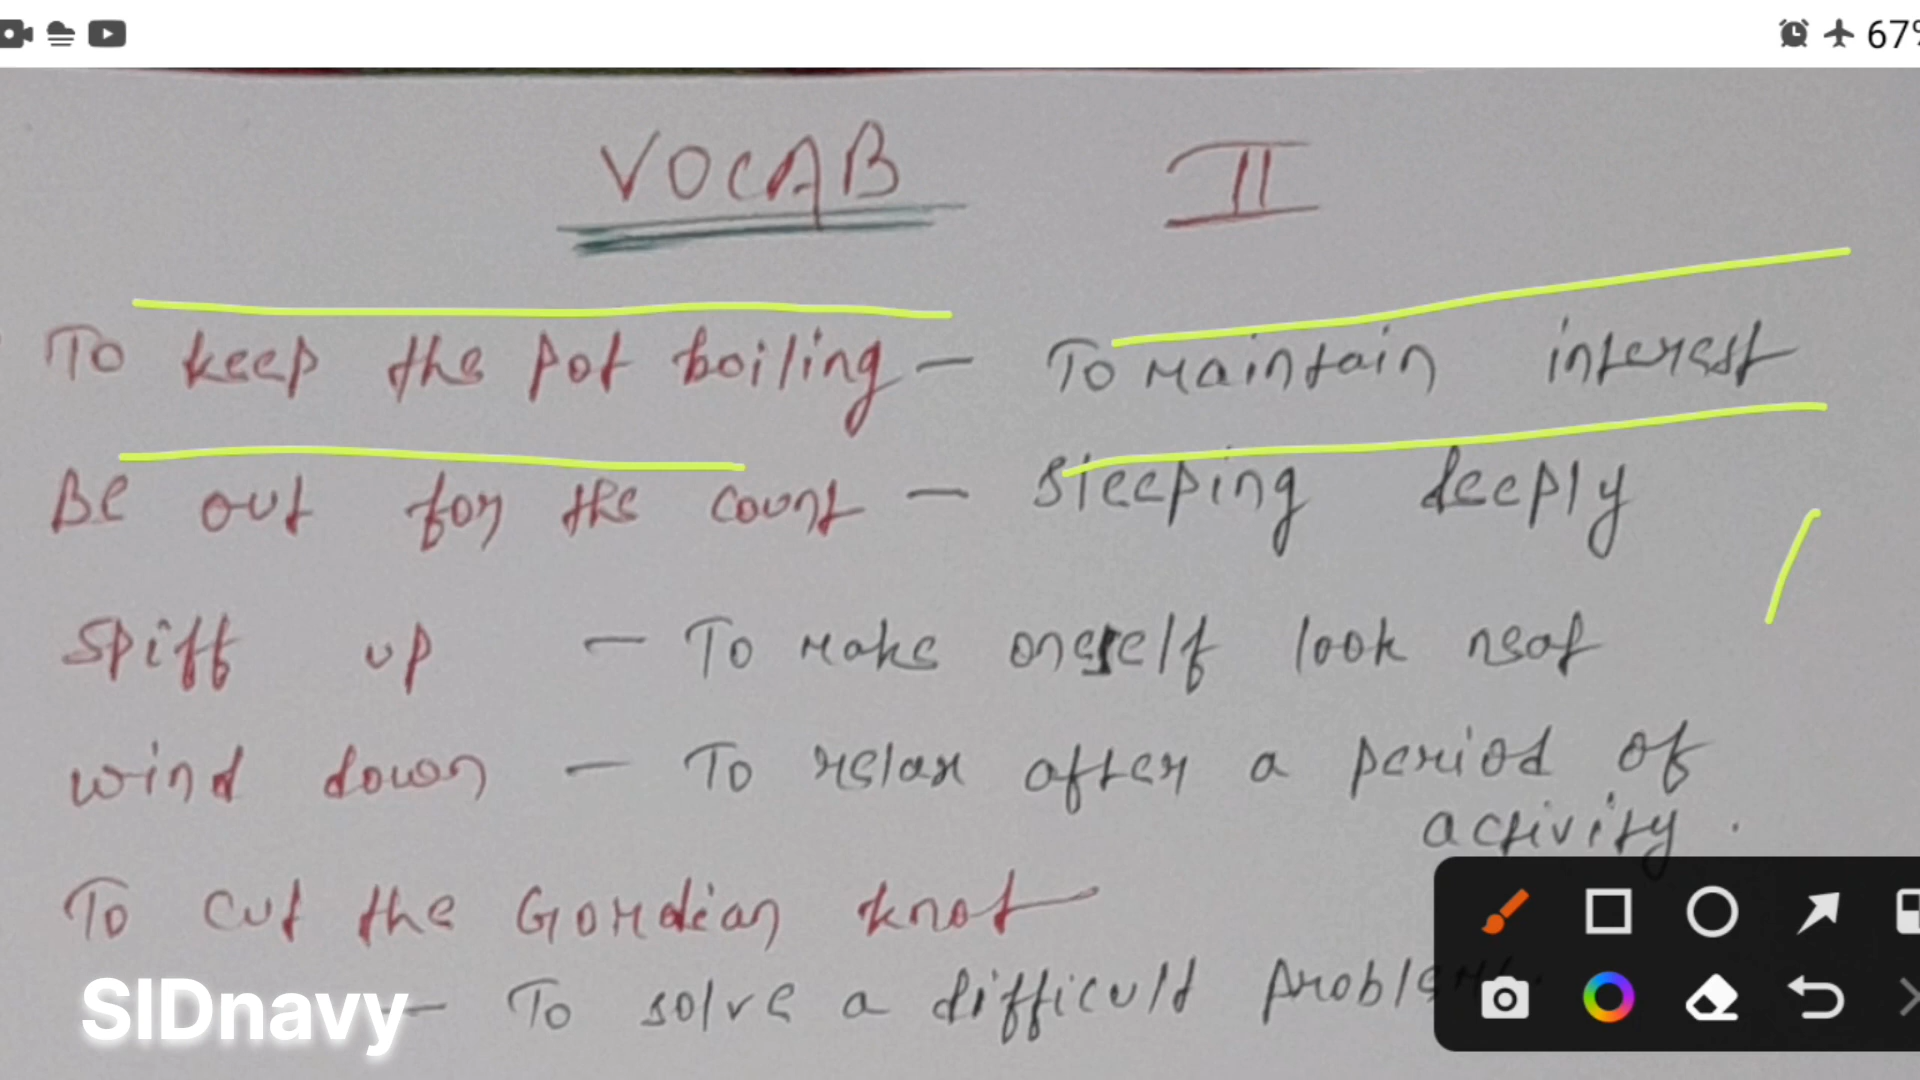 67%
VOCAB II
To keep the pot boiling - To maintain interest
Be out for the count - Sleeping deeply
Spiff up - To make oneself look neat
wind down - To relax after a period of
activity.
To cut the Gordian knot
- To solve a difficult problem.
SIDnavy